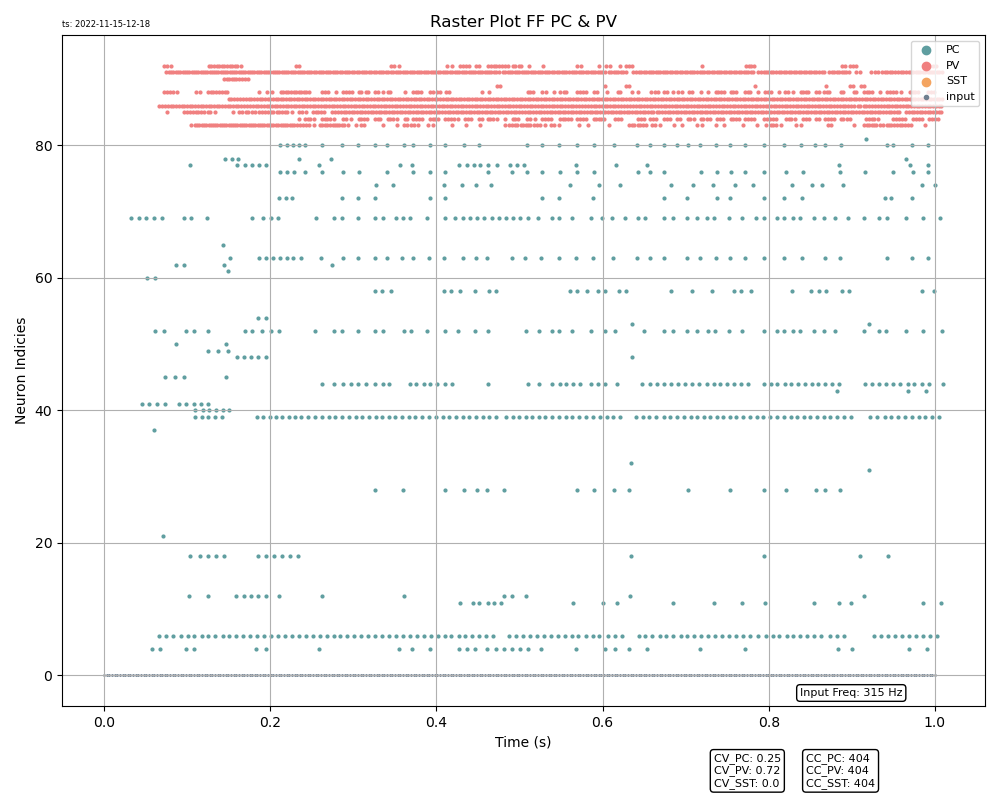 ts: 2022-11-15-12-18
Raster Plot FF PC & PV
PC
PV
SST
input
Neuron Indicies
80
60
40
20
0
Input Freq: 315 Hz
0.0 0.2 0.4 0.6 0.8 1.0
Time (s)
CV_PC: 0.25
CV_PV: 0.72
CV_SST: 0.0
CC_PC: 404
CC_PV: 404
CC_SST: 404